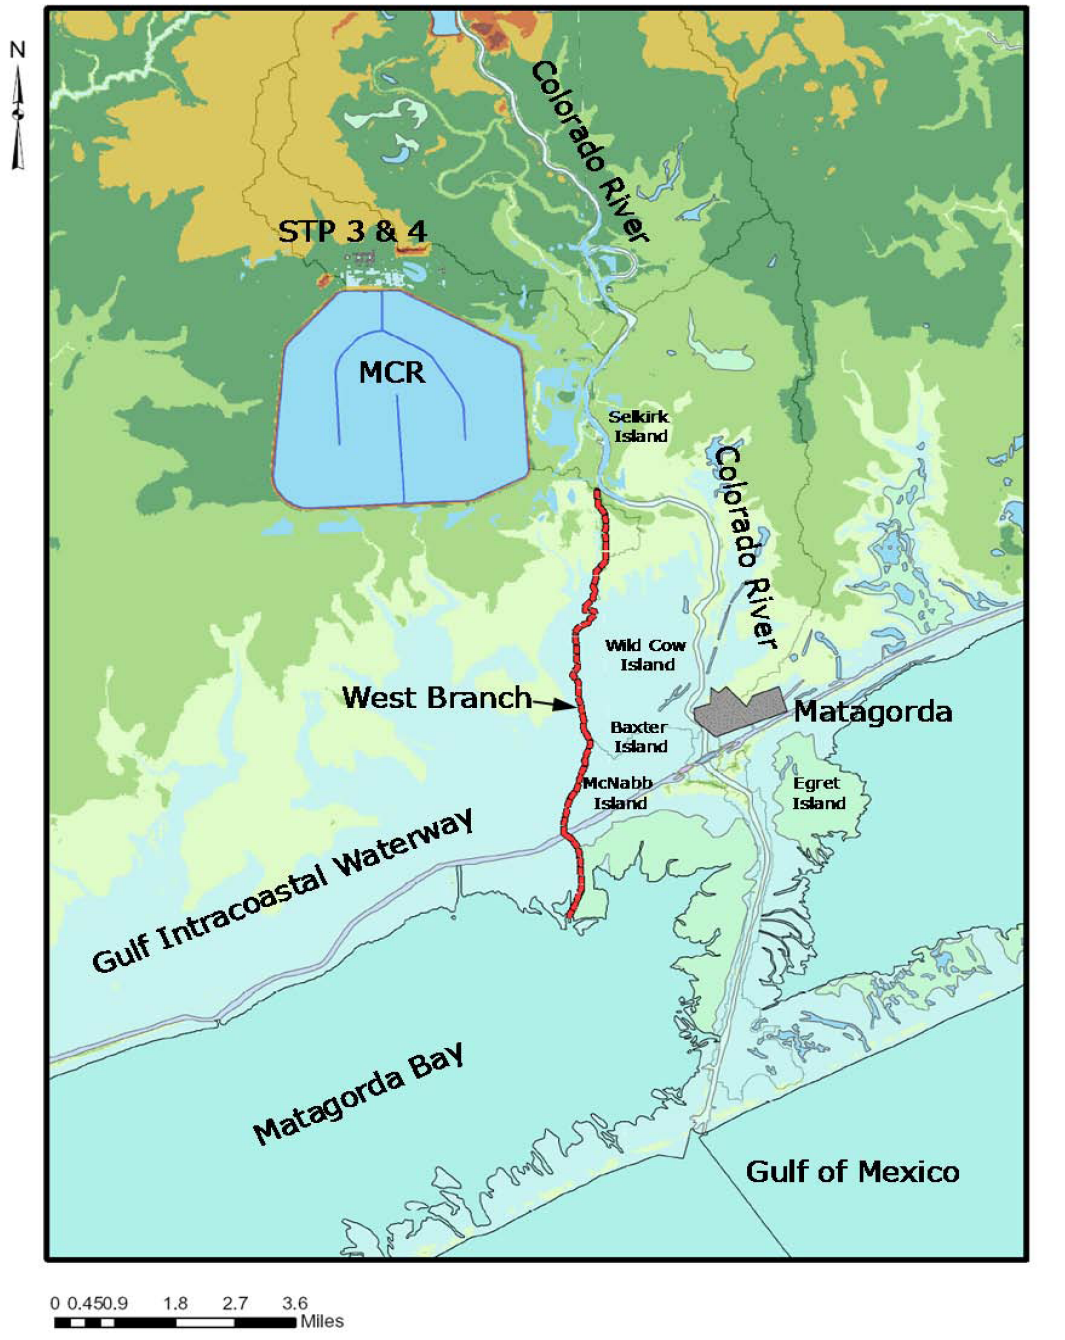 N
Colorado River
STP 3 & 4
MCR
Selkirk
Island
Colorado River
Wild Cow
Island
West Branch
Matagorda
Baxter
Island
McNabb
Island
Egret
Island
Gulf Intracoastal Waterway
Matagorda Bay
Gulf of Mexico
0 0.450.9 1.8 2.7 3.6
Miles